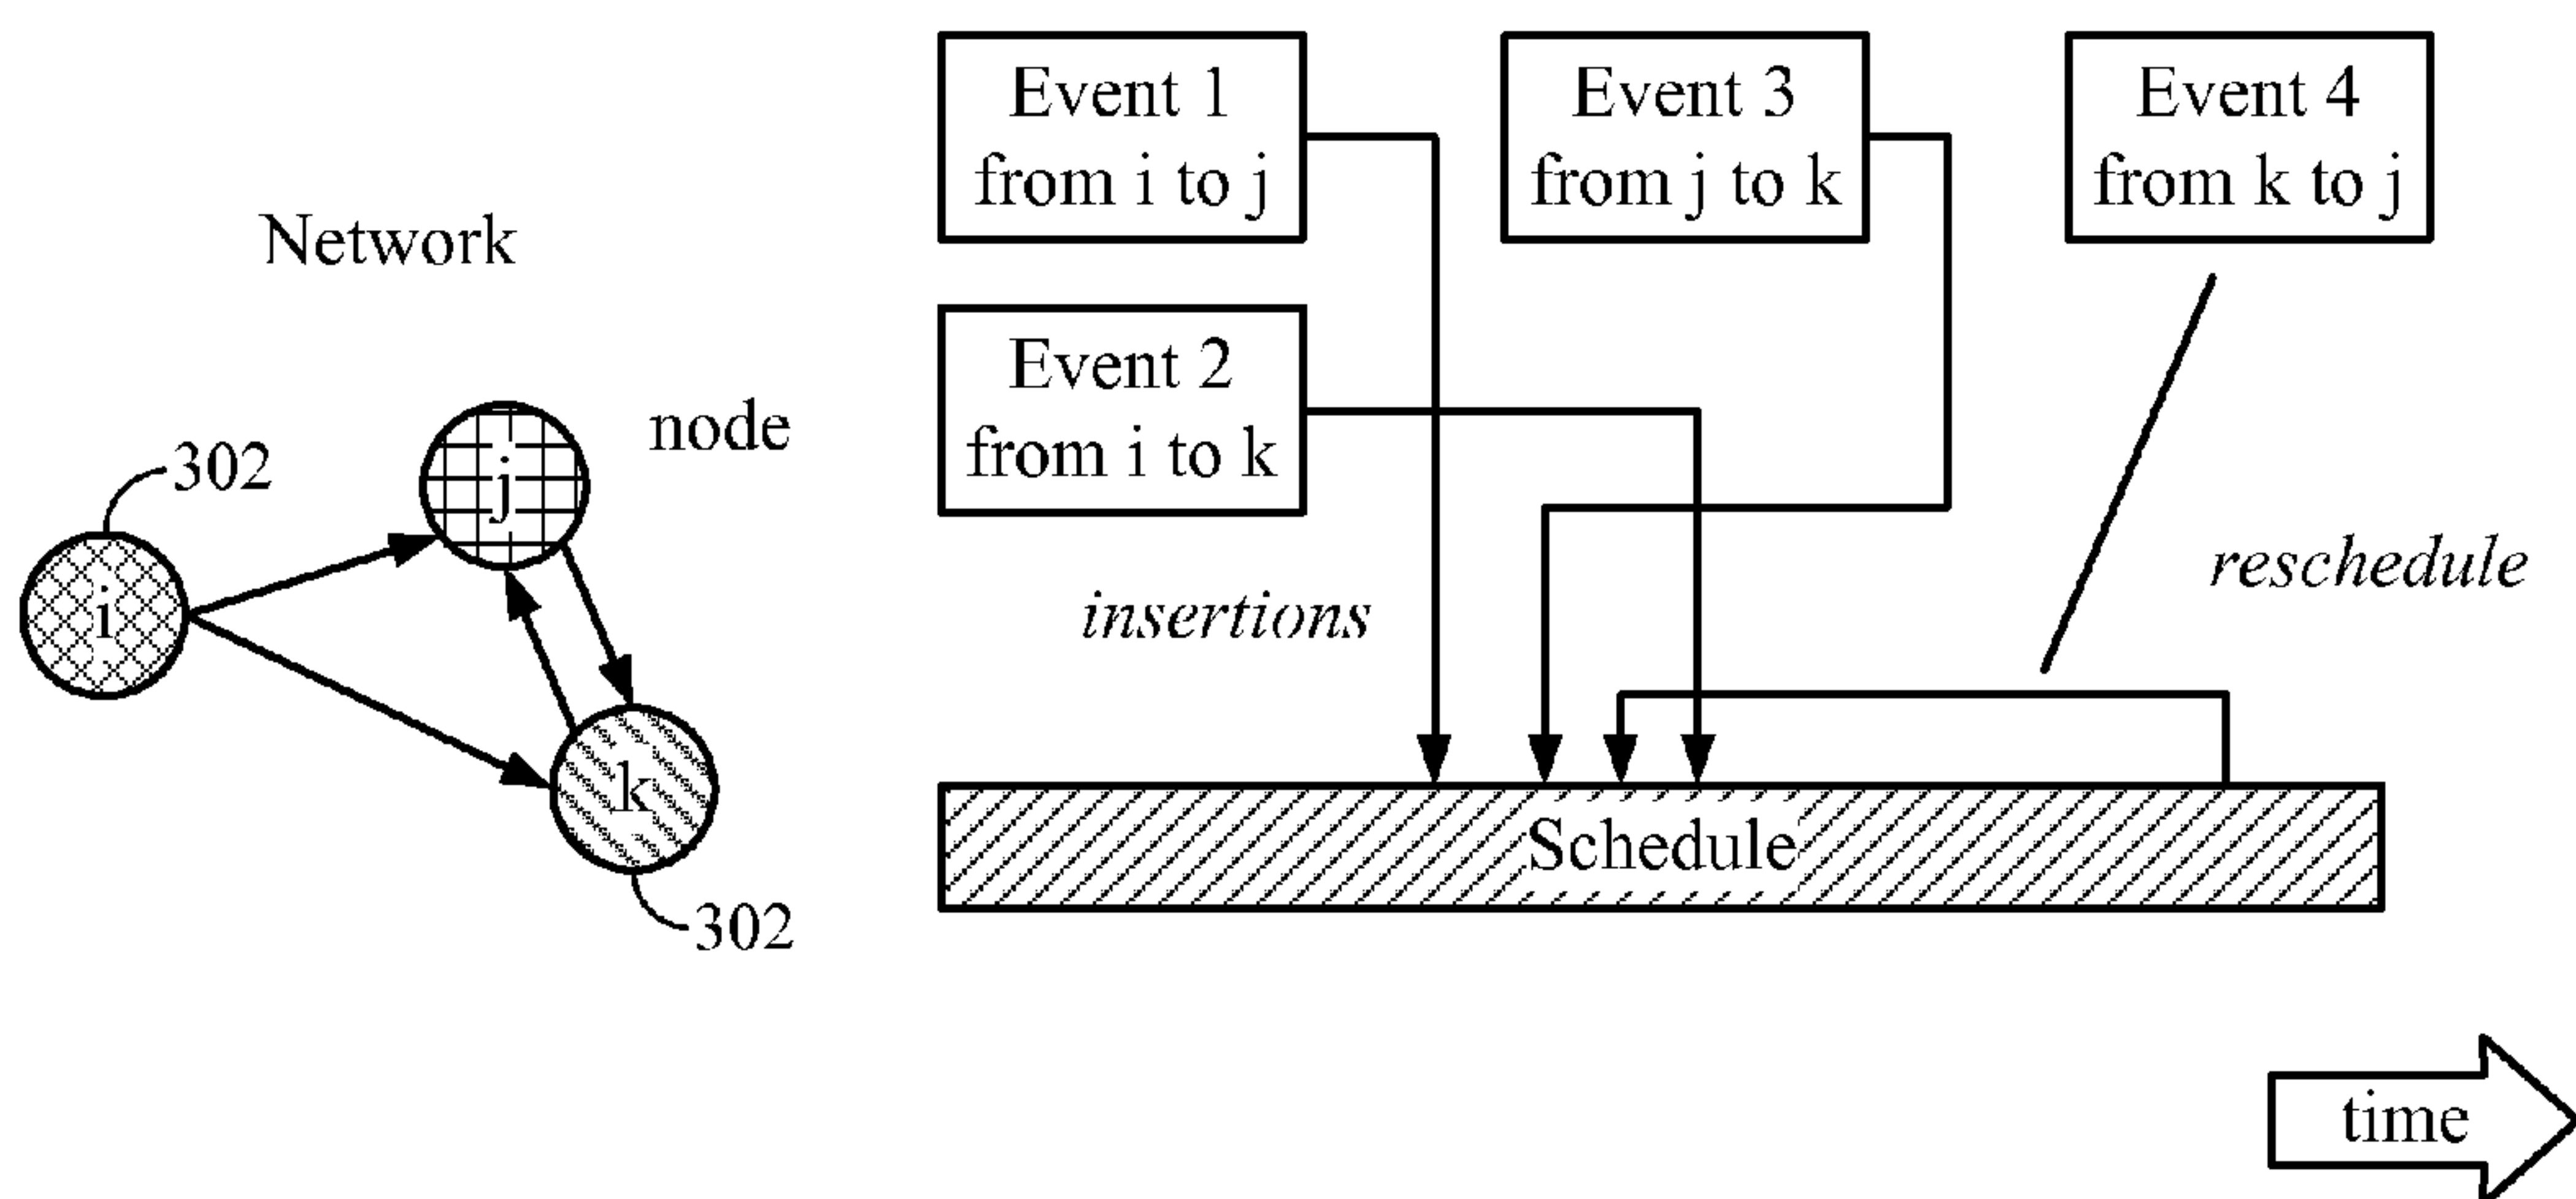 Network
302
i
j
node
k
302
Event 1
from i to j
Event 2
from i to k
Event 3
from j to k
Event 4
from k to j
insertions
reschedule
Schedule
time